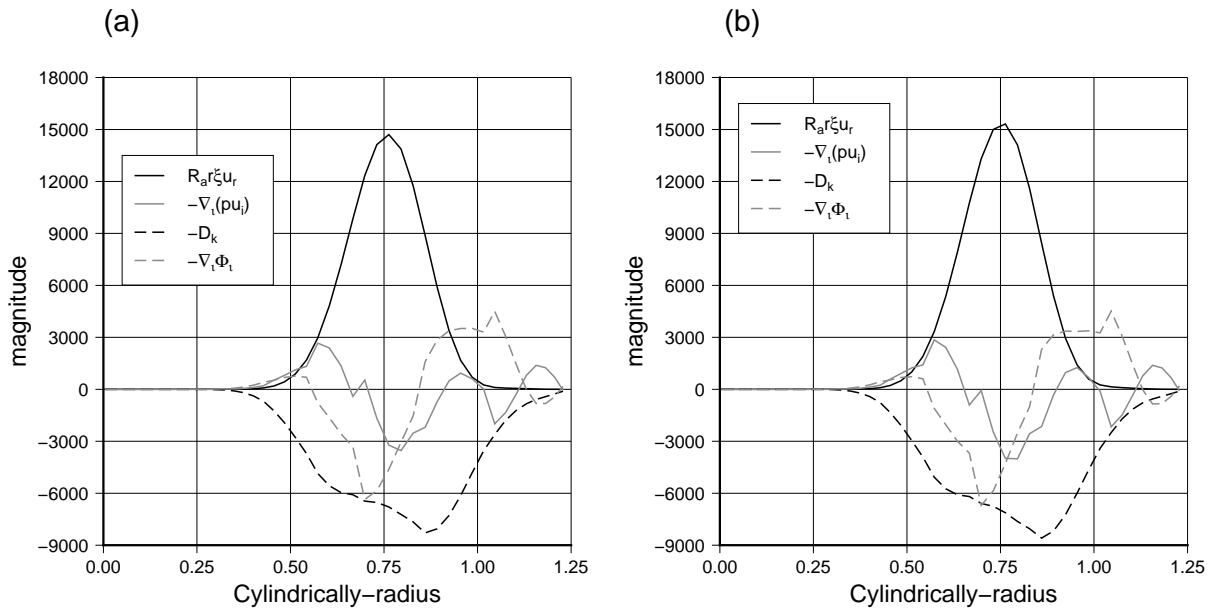 (a)
18000
15000
12000
9000
6000
3000
0
−3000
−6000
−9000
magnitude
Rₐrξuᵣ
−∇ᵢ(puᵢ)
−Dₖ
−∇ᵢΦᵢ
0.00 0.25 0.50 0.75 1.00 1.25
Cylindrically−radius
(b)
18000
15000
12000
9000
6000
3000
0
−3000
−6000
−9000
magnitude
Rₐrξuᵣ
−∇ᵢ(puᵢ)
−Dₖ
−∇ᵢΦᵢ
0.00 0.25 0.50 0.75 1.00 1.25
Cylindrically−radius